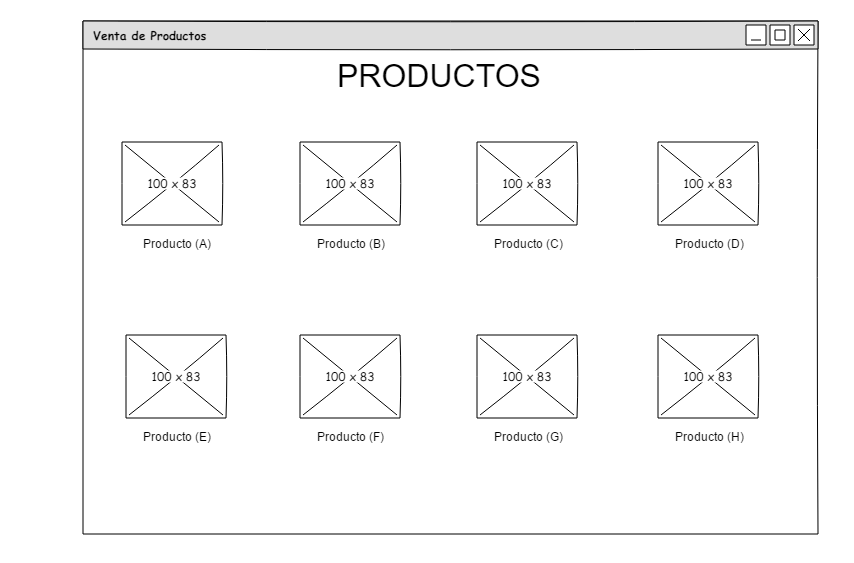 Venta de Productos
PRODUCTOS
100 x 83
100 x 83
100 x 83
100 x 83
Producto (A)
Producto (B)
Producto (C)
Producto (D)
100 x 83
100 x 83
100 x 83
100 x 83
Producto (E)
Producto (F)
Producto (G)
Producto (H)